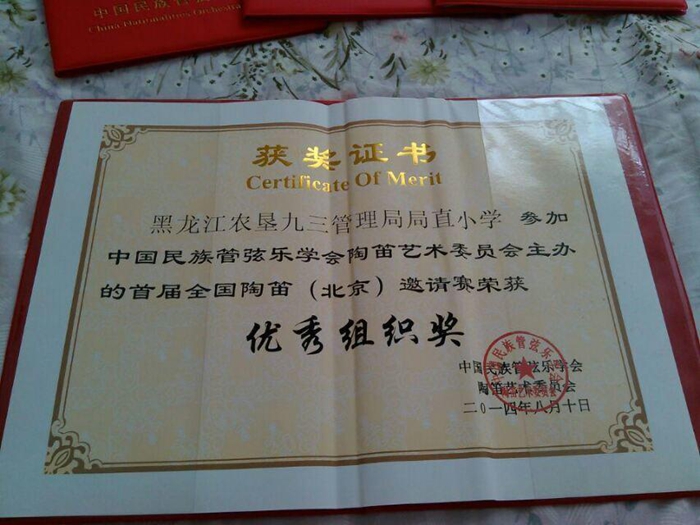 中国民族管
China Nationalities Orchestra
获奖证书
Certificate Of Merit
黑龙江农垦九三管理局局直小学 参加
中国民族管弦乐学会陶笛艺术委员会主办
的首届全国陶笛（北京）邀请赛荣获
优秀组织奖
中国民族管弦乐学会
陶笛艺术委员会
二〇一四年八月十日